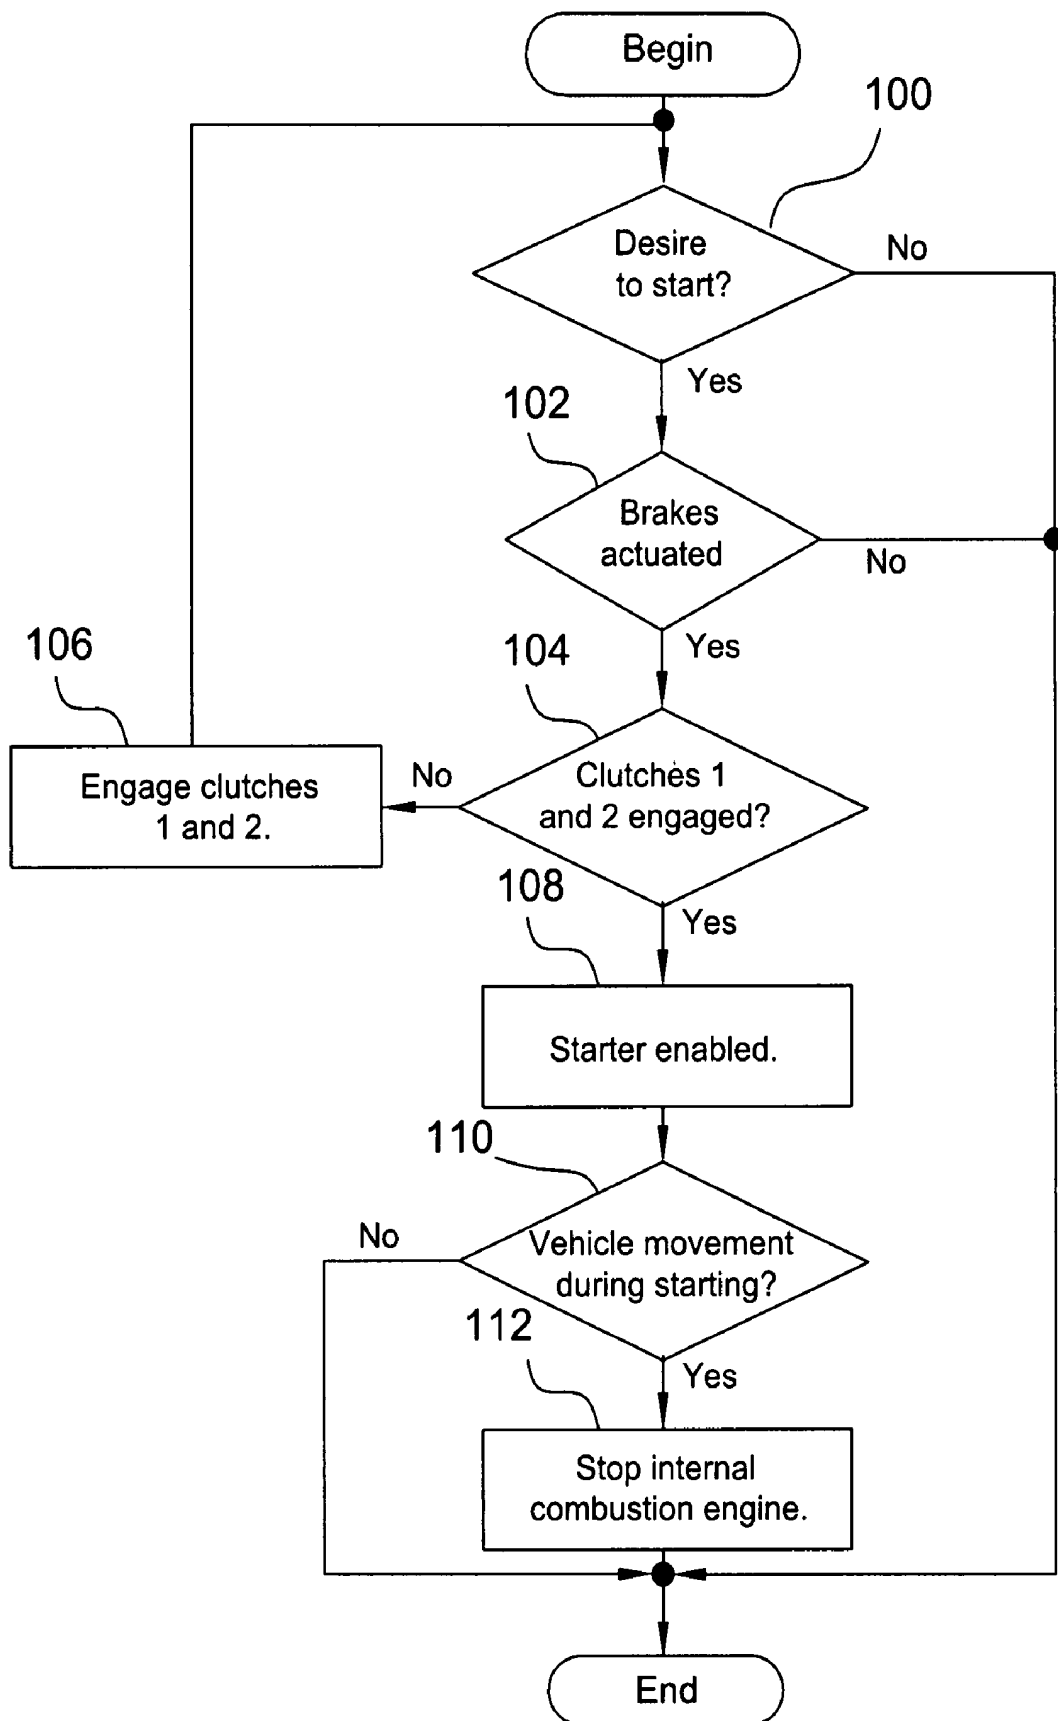 Begin
100
Desire
to start?
No
Yes
102
Brakes
actuated
No
Yes
104
106
Clutches 1
and 2 engaged?
No
Engage clutches
1 and 2.
Yes
108
Starter enabled.
110
No
Vehicle movement
during starting?
112
Yes
Stop internal
combustion engine.
End